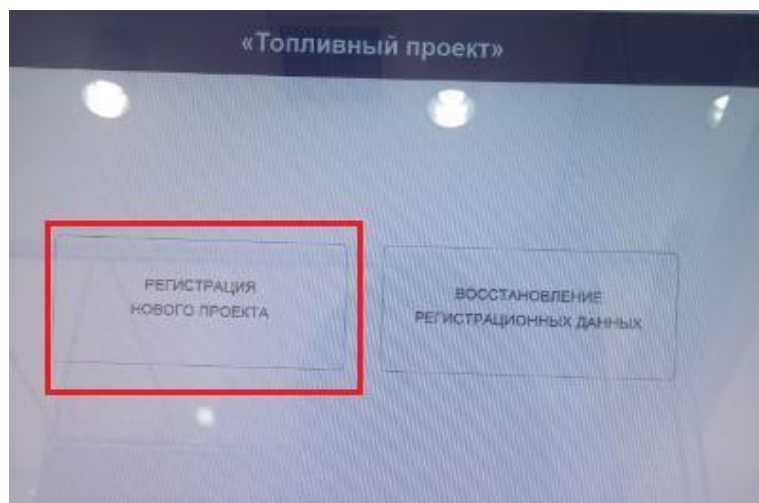 «Топливный проект»
РЕГИСТРАЦИЯ
НОВОГО ПРОЕКТА
ВОССТАНОВЛЕНИЕ
РЕГИСТРАЦИОННЫХ ДАННЫХ